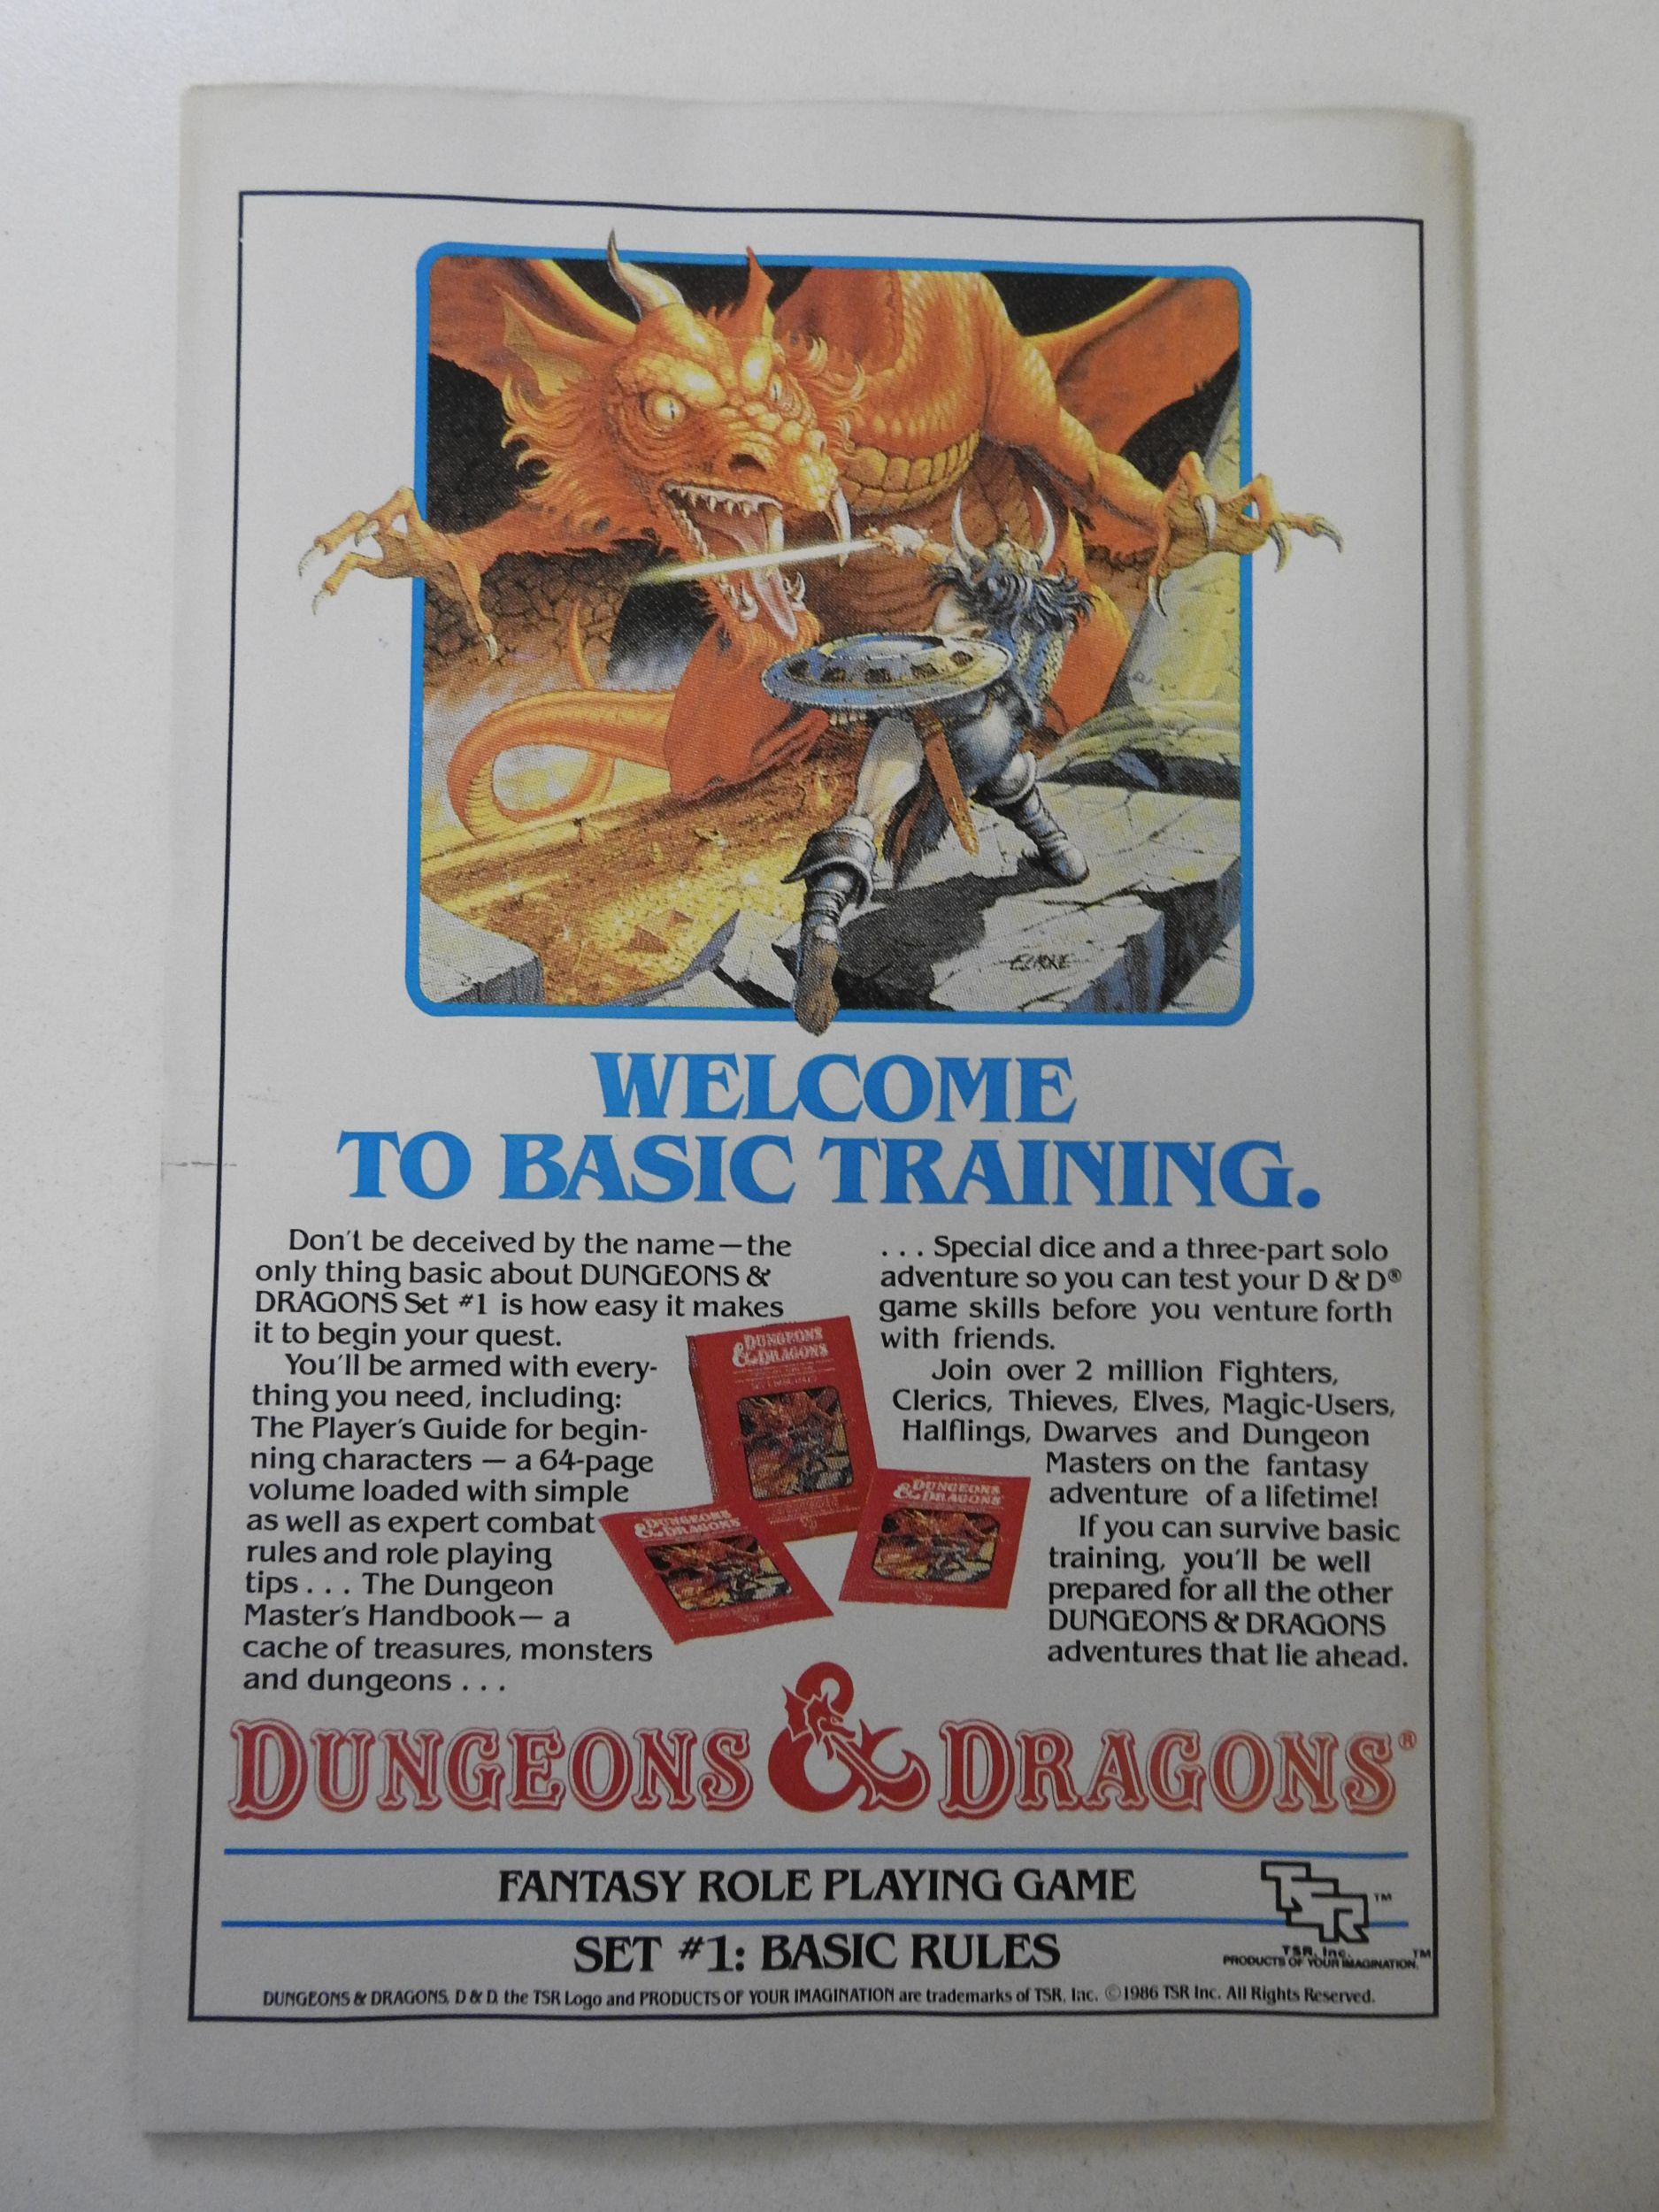 WELCOME
TO BASIC TRAINING.
Don't be deceived by the name—the
only thing basic about DUNGEONS &
DRAGONS Set #1 is how easy it makes
it to begin your quest.
You'll be armed with every-
thing you need, including:
The Player's Guide for begin-
ning characters — a 64-page
volume loaded with simple
as well as expert combat
rules and role playing
tips . . . The Dungeon
Master's Handbook— a
cache of treasures, monsters
and dungeons . . .
. . . Special dice and a three-part solo
adventure so you can test your D & D®
game skills before you venture forth
with friends.
Join over 2 million Fighters,
Clerics, Thieves, Elves, Magic-Users,
Halflings, Dwarves and Dungeon
Masters on the fantasy
adventure of a lifetime!
If you can survive basic
training, you'll be well
prepared for all the other
DUNGEONS & DRAGONS
adventures that lie ahead.
DUNGEONS
& DRAGONS
DUNGEONS
& DRAGONS
DUNGEONS
& DRAGONS
DUNGEONS & DRAGONS®
FANTASY ROLE PLAYING GAME
SET #1: BASIC RULES
TSR™
TSR, Inc.
PRODUCTS OF YOUR IMAGINATION.™
DUNGEONS & DRAGONS, D & D, the TSR Logo and PRODUCTS OF YOUR IMAGINATION are trademarks of TSR, Inc. ©1986 TSR Inc. All Rights Reserved.